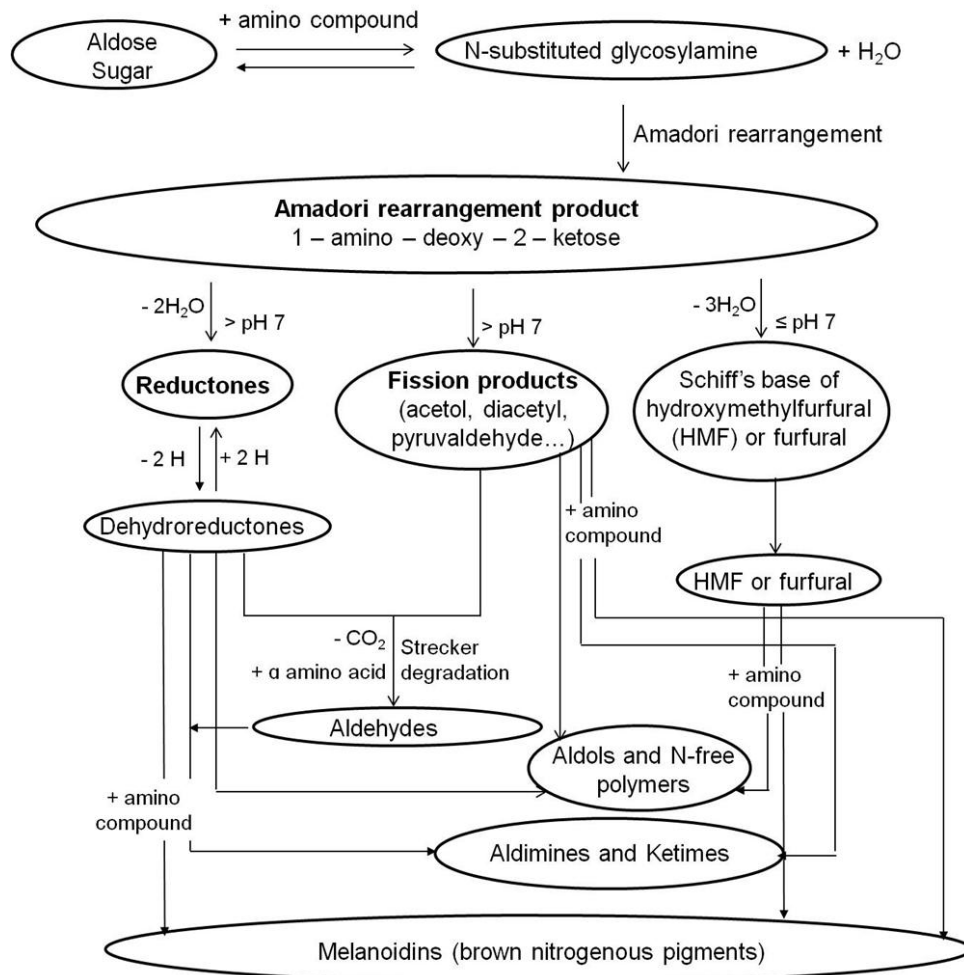 + amino compound
Aldose
Sugar
N-substituted glycosylamine
+ H₂O
Amadori rearrangement
Amadori rearrangement product
1 – amino – deoxy – 2 – ketose
- 2H₂O
> pH 7
> pH 7
- 3H₂O
≤ pH 7
Reductones
Fission products
(acetol, diacetyl,
pyruvaldehyde…)
Schiff's base of
hydroxymethylfurfural
(HMF) or furfural
- 2 H
+ 2 H
Dehydroreductones
+ amino
compound
HMF or furfural
- CO₂
+ α amino acid
Strecker
degradation
+ amino
compound
Aldehydes
Aldols and N-free
polymers
+ amino
compound
Aldimines and Ketimes
Melanoidins (brown nitrogenous pigments)